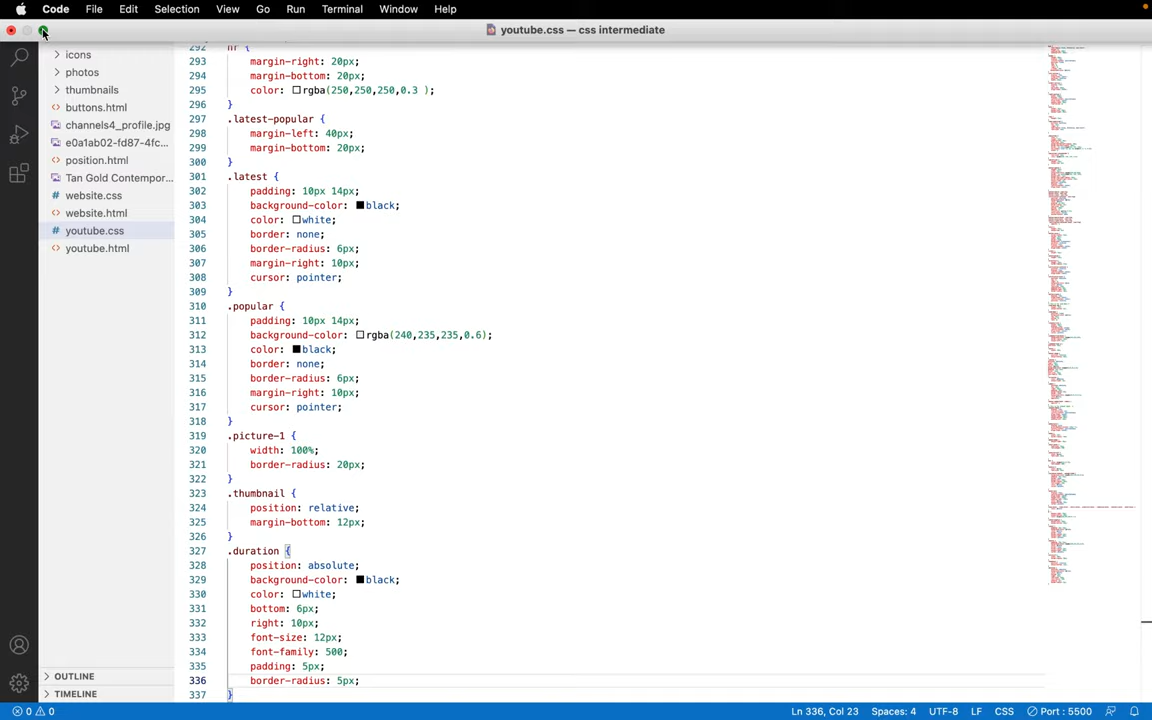 Code File Edit Selection View Go Run Terminal Window Help
youtube.css — css intermediate
icons
photos
thumbnails
buttons.html
channels4_profile.jpg
e0a1ab02-fd87-4fc...
position.html
Tan Gold Contempor...
# website.css
website.html
# youtube.css
youtube.html
OUTLINE
TIMELINE
292 hr {
293 margin-right: 20px;
294 margin-bottom: 20px;
295 color: rgba(250,250,250,0.3 );
296 }
297 .latest-popular {
298 margin-left: 40px;
299 margin-bottom: 20px;
300 }
301 .latest {
302 padding: 10px 14px;
303 background-color: black;
304 color: white;
305 border: none;
306 border-radius: 6px;
307 margin-right: 10px;
308 cursor: pointer;
309 }
310 .popular {
311 padding: 10px 14px;
312 background-color: rgba(240,235,235,0.6);
313 color: black;
314 border: none;
315 border-radius: 6px;
316 margin-right: 10px;
317 cursor: pointer;
318 }
319 .picture-1 {
320 width: 100%;
321 border-radius: 20px;
322 }
323 .thumbnail {
324 position: relative;
325 margin-bottom: 12px;
326 }
327 .duration {
328 position: absolute;
329 background-color: black;
330 color: white;
331 bottom: 6px;
332 right: 10px;
333 font-size: 12px;
334 font-family: 500;
335 padding: 5px;
336 border-radius: 5px;
337 }
0 0 Ln 336, Col 23 Spaces: 4 UTF-8 LF CSS Port : 5500